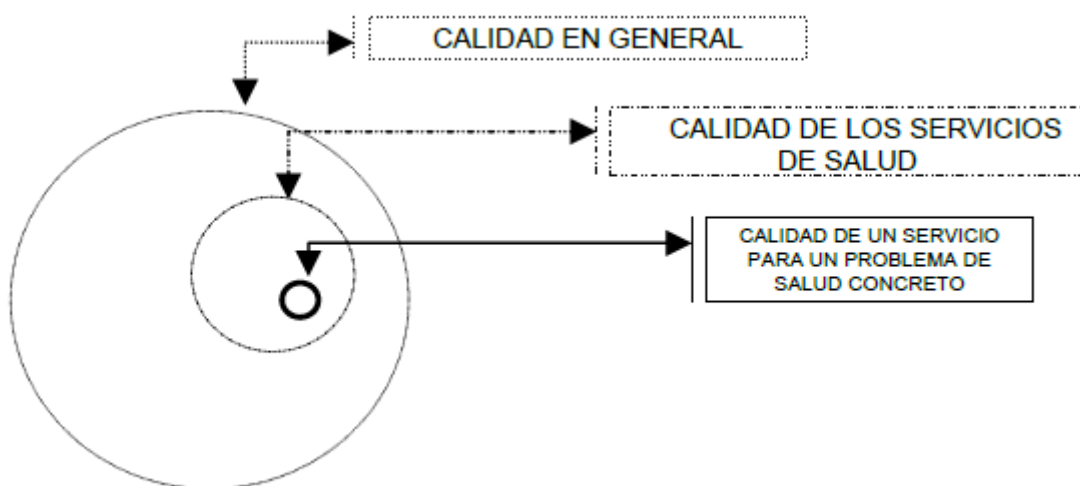 CALIDAD EN GENERAL
CALIDAD DE LOS SERVICIOS
DE SALUD
CALIDAD DE UN SERVICIO
PARA UN PROBLEMA DE
SALUD CONCRETO